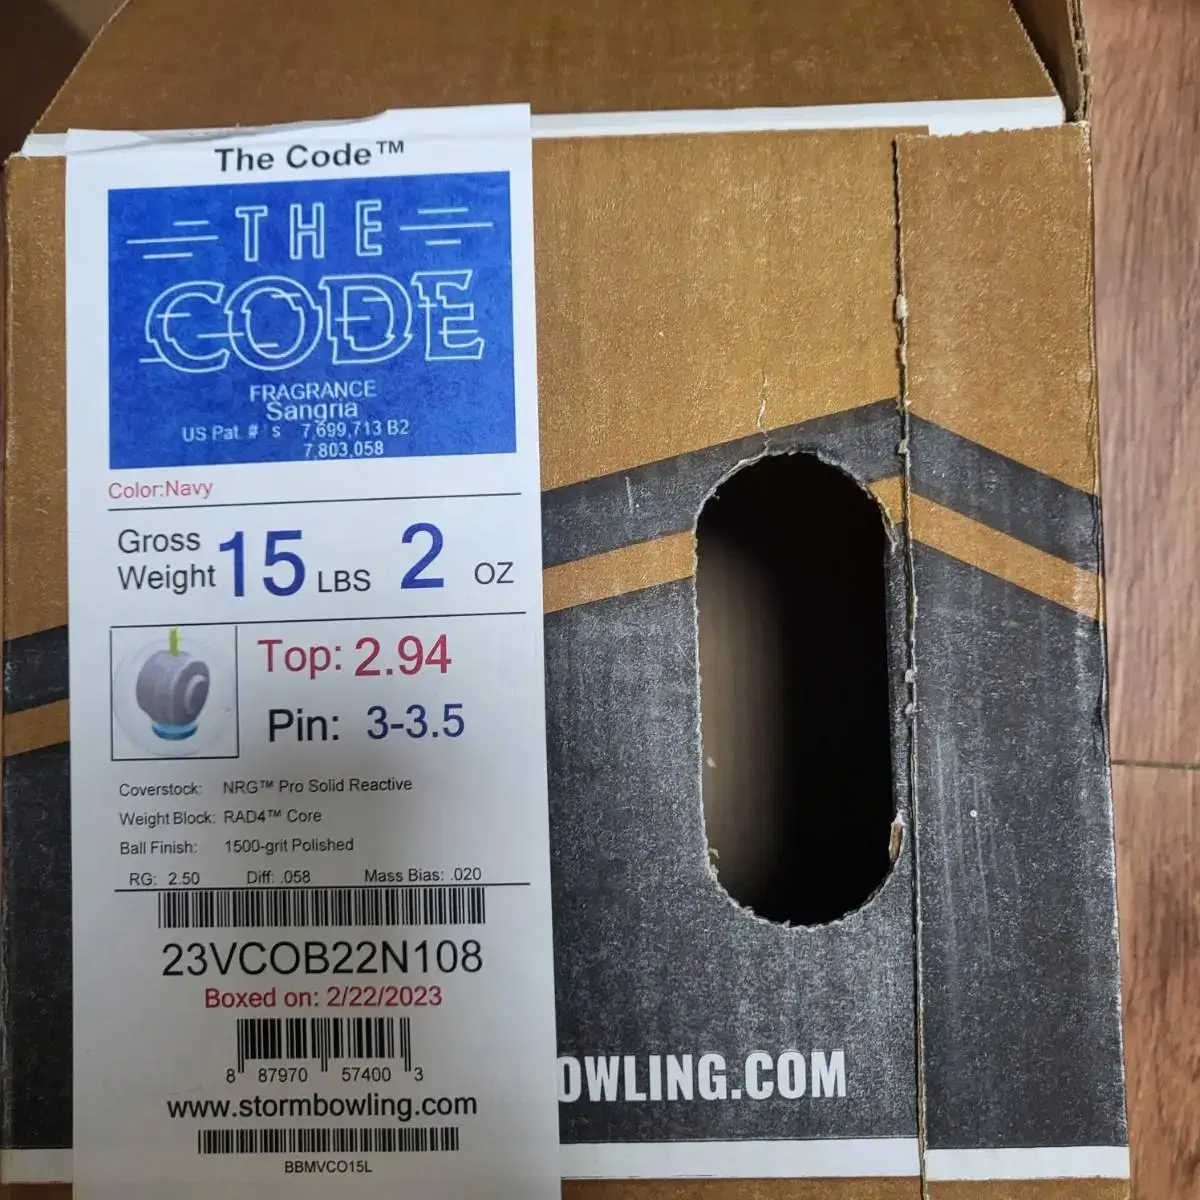 The Code™
THE
CODE
FRAGRANCE
Sangria
US Pat. # s 7,699,713 B2
7,803,058
Color:Navy
Gross Weight 15 LBS 2 OZ
Top: 2.94
Pin: 3-3.5
Coverstock: NRG™ Pro Solid Reactive
Weight Block: RAD4™ Core
Ball Finish: 1500-grit Polished
RG: 2.50 Diff: .058 Mass Bias: .020
23VCOB22N108
Boxed on: 2/22/2023
8 87970 57400 3
www.stormbowling.com
BBMVCO15L
OWLING.COM